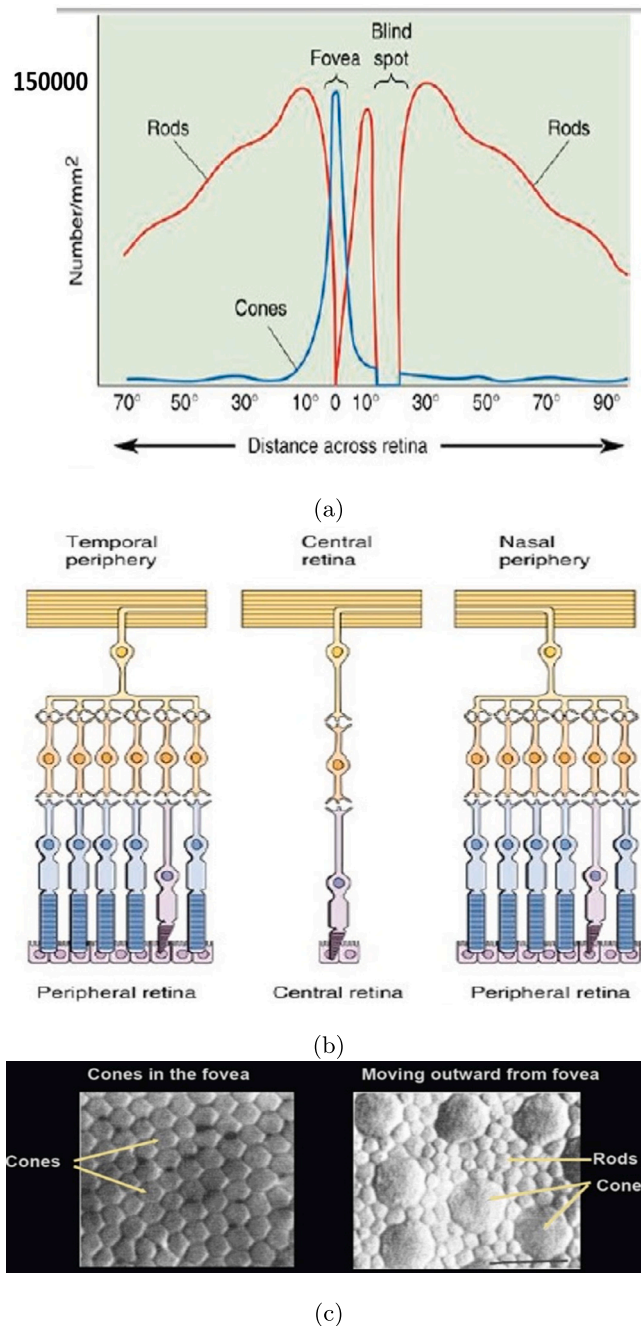 Blind
Fovea spot
150000
Rods
Rods
Number/mm²
Cones
70° 50° 30° 10° 0 10° 30° 50° 70° 90°
Distance across retina
(a)
Temporal periphery
Central retina
Nasal periphery
Peripheral retina
Central retina
Peripheral retina
(b)
Cones in the fovea
Moving outward from fovea
Cones
Rods
Cone
(c)